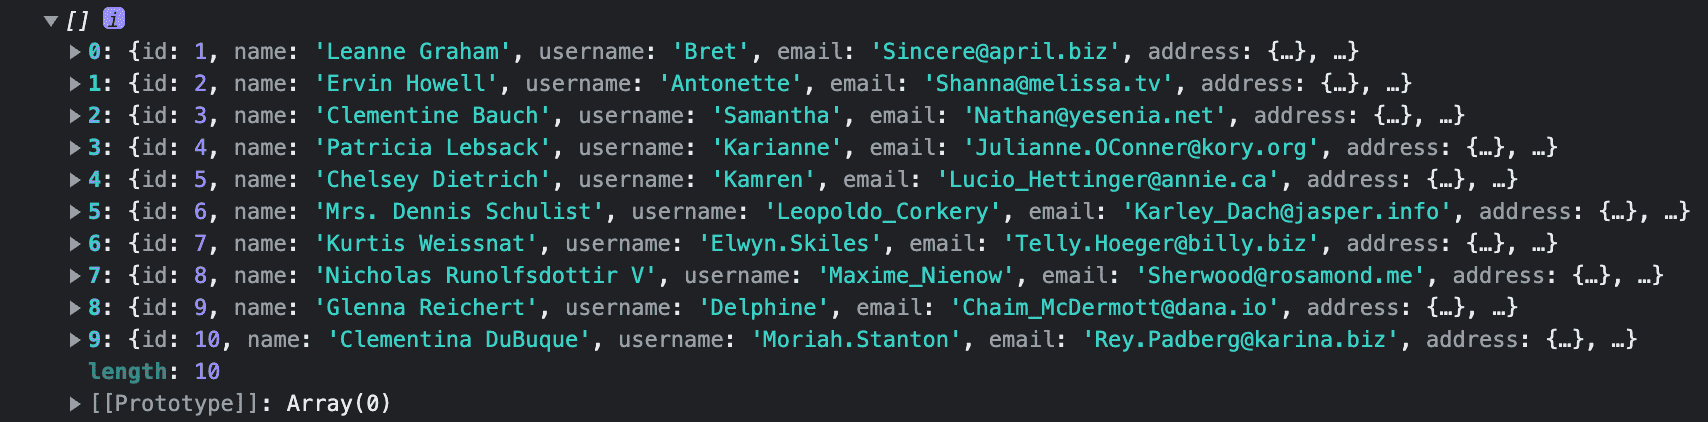 ▼ [] i
▶ 0: {id: 1, name: 'Leanne Graham', username: 'Bret', email: 'Sincere@april.biz', address: {…}, …}
▶ 1: {id: 2, name: 'Ervin Howell', username: 'Antonette', email: 'Shanna@melissa.tv', address: {…}, …}
▶ 2: {id: 3, name: 'Clementine Bauch', username: 'Samantha', email: 'Nathan@yesenia.net', address: {…}, …}
▶ 3: {id: 4, name: 'Patricia Lebsack', username: 'Karianne', email: 'Julianne.OConner@kory.org', address: {…}, …}
▶ 4: {id: 5, name: 'Chelsey Dietrich', username: 'Kamren', email: 'Lucio_Hettinger@annie.ca', address: {…}, …}
▶ 5: {id: 6, name: 'Mrs. Dennis Schulist', username: 'Leopoldo_Corkery', email: 'Karley_Dach@jasper.info', address: {…}, …}
▶ 6: {id: 7, name: 'Kurtis Weissnat', username: 'Elwyn.Skiles', email: 'Telly.Hoeger@billy.biz', address: {…}, …}
▶ 7: {id: 8, name: 'Nicholas Runolfsdottir V', username: 'Maxime_Nienow', email: 'Sherwood@rosamond.me', address: {…}, …}
▶ 8: {id: 9, name: 'Glenna Reichert', username: 'Delphine', email: 'Chaim_McDermott@dana.io', address: {…}, …}
▶ 9: {id: 10, name: 'Clementina DuBuque', username: 'Moriah.Stanton', email: 'Rey.Padberg@karina.biz', address: {…}, …}
length: 10
▶ [[Prototype]]: Array(0)